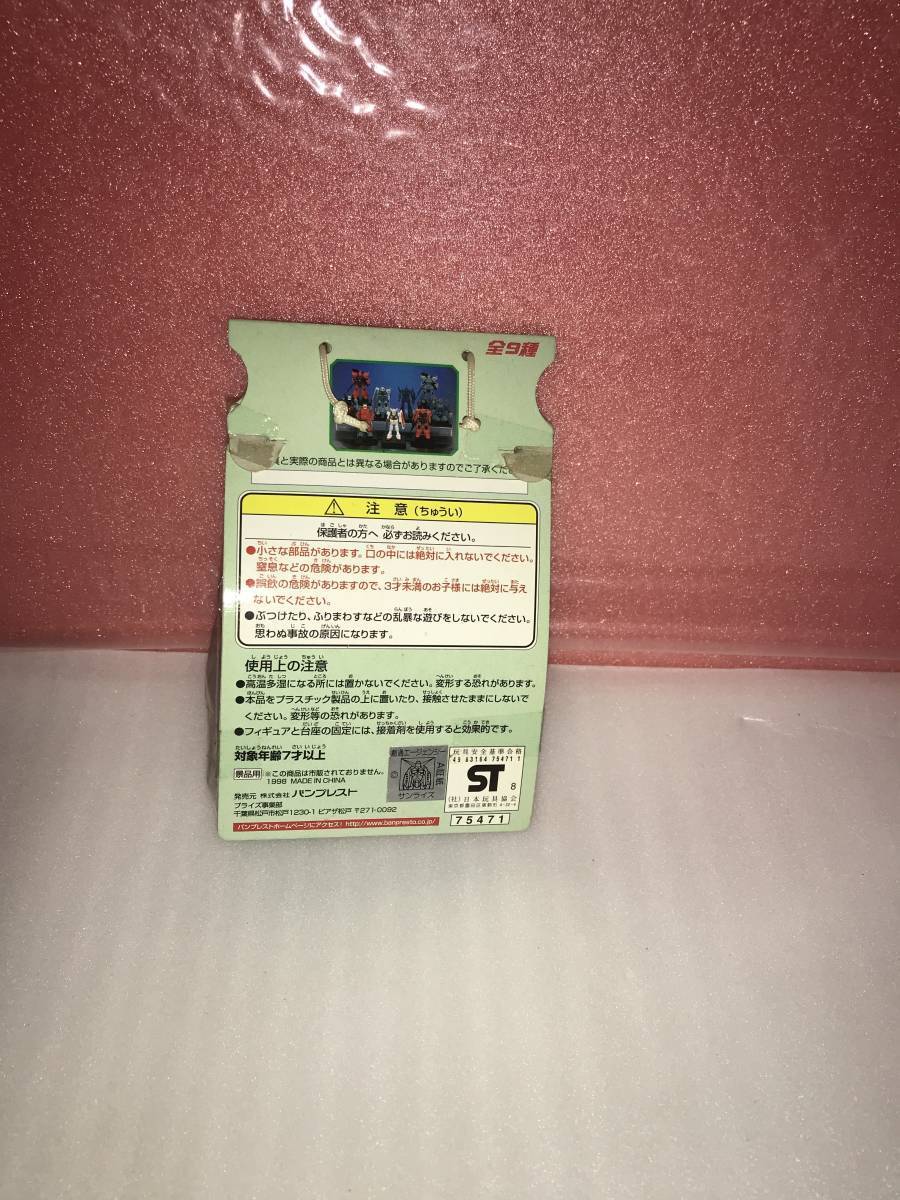 全9種
と実際の商品とは異なる場合がありますのでご了承くだ
注意(ちゅうい)
保護者の方へ 必ずお読みください。
●小さな部品があります。口の中には絶対に入れないでください。
窒息などの危険があります。
●誤飲の危険がありますので、3才未満のお子様には絶対に与え
ないでください。
●ぶつけたり、ふりまわすなどの乱暴な遊びをしないでください。
思わぬ事故の原因になります。
使用上の注意
●高温多湿になる所には置かないでください。変形する恐れがあります。
●本品をプラスチック製品の上に置いたり、接触させたままにしないで
ください。変形等の恐れがあります。
●フィギュアと台座の固定には、接着剤を使用すると効果的です。
対象年齢7才以上
景品用 ※この商品は市販されておりません。
1998 MADE IN CHINA
発売元 株式会社 バンプレスト
プライズ事業部
千葉県松戸市松戸1230-1 ピアザ松戸 〒271-0092
バンプレストホームページにアクセス! http://www.banpresto.co.jp/
創通エージェンシー
©
サンライズ
玩具安全基準合格
49 83164 75471 1
ST
8
(社)日本玩具協会
75471